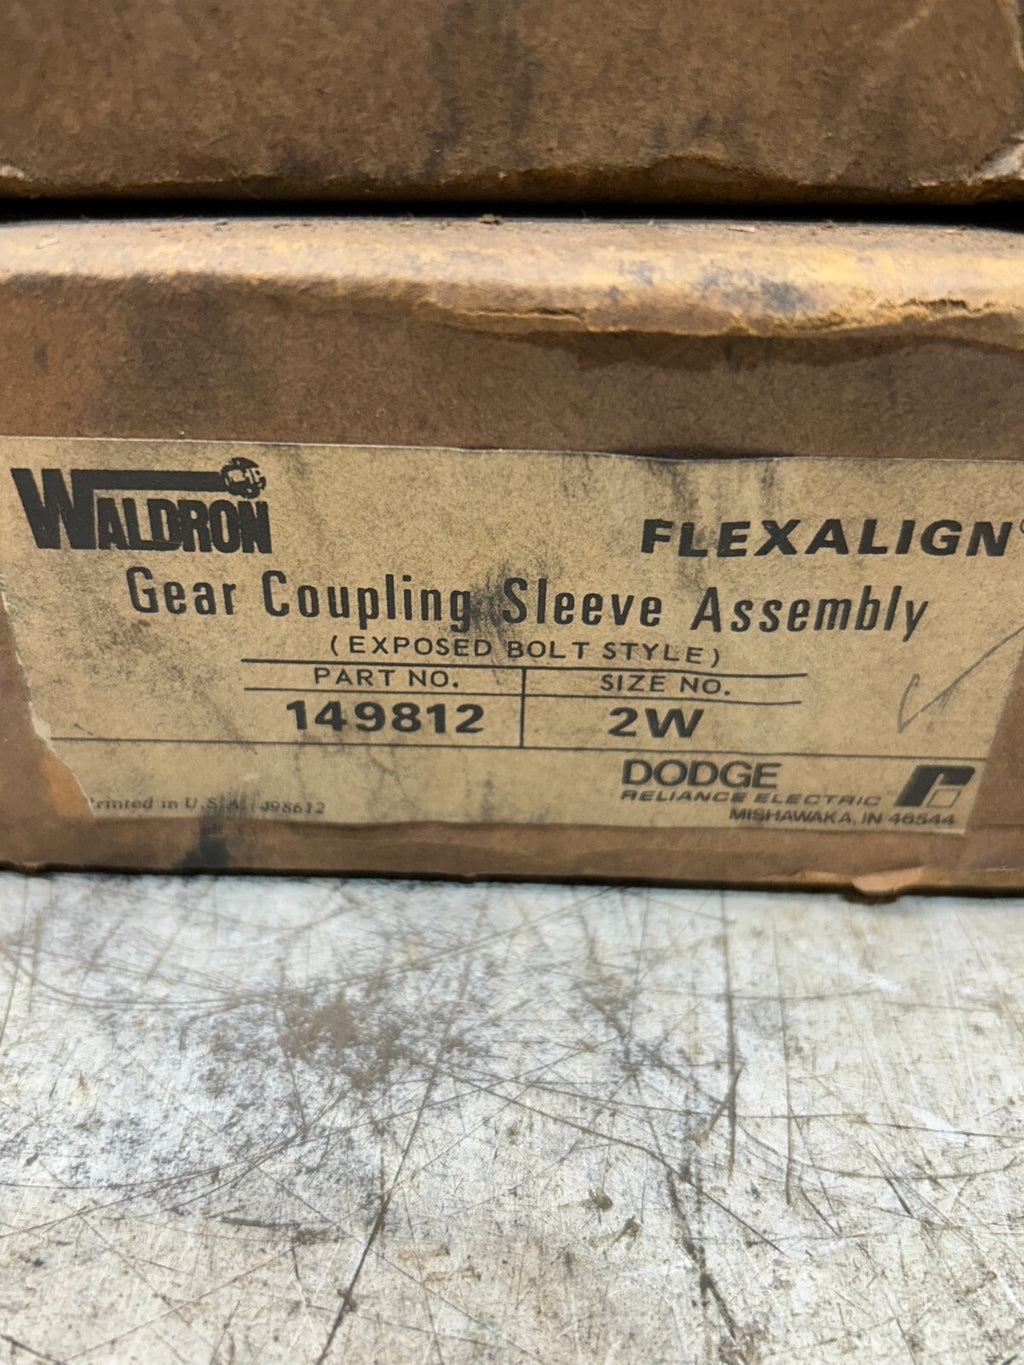 WALDRON
FLEXALIGN
Gear Coupling Sleeve Assembly
(EXPOSED BOLT STYLE)
PART NO. SIZE NO.
149812 2W
DODGE
RELIANCE ELECTRIC
MISHAWAKA, IN 46544
Printed in U.S.A. 498612